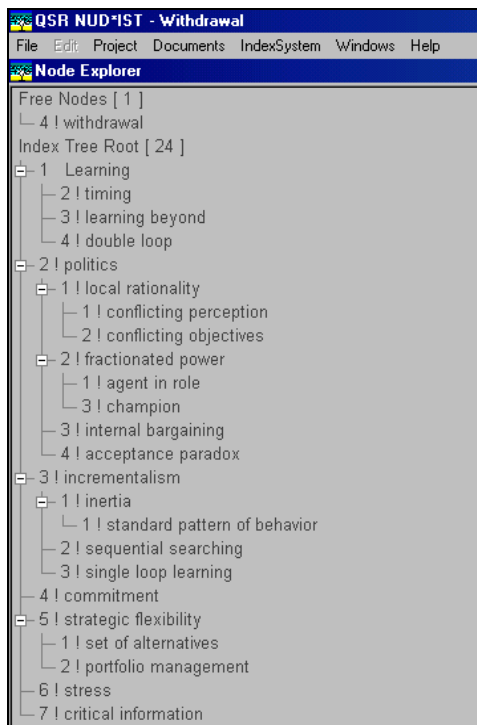 QSR NUD*IST - Withdrawal
File Edit Project Documents IndexSystem Windows Help
Node Explorer
Free Nodes [ 1 ]
4 ! withdrawal
Index Tree Root [ 24 ]
1 Learning
2 ! timing
3 ! learning beyond
4 ! double loop
2 ! politics
1 ! local rationality
1 ! conflicting perception
2 ! conflicting objectives
2 ! fractionated power
1 ! agent in role
3 ! champion
3 ! internal bargaining
4 ! acceptance paradox
3 ! incrementalism
1 ! inertia
1 ! standard pattern of behavior
2 ! sequential searching
3 ! single loop learning
4 ! commitment
5 ! strategic flexibility
1 ! set of alternatives
2 ! portfolio management
6 ! stress
7 ! critical information